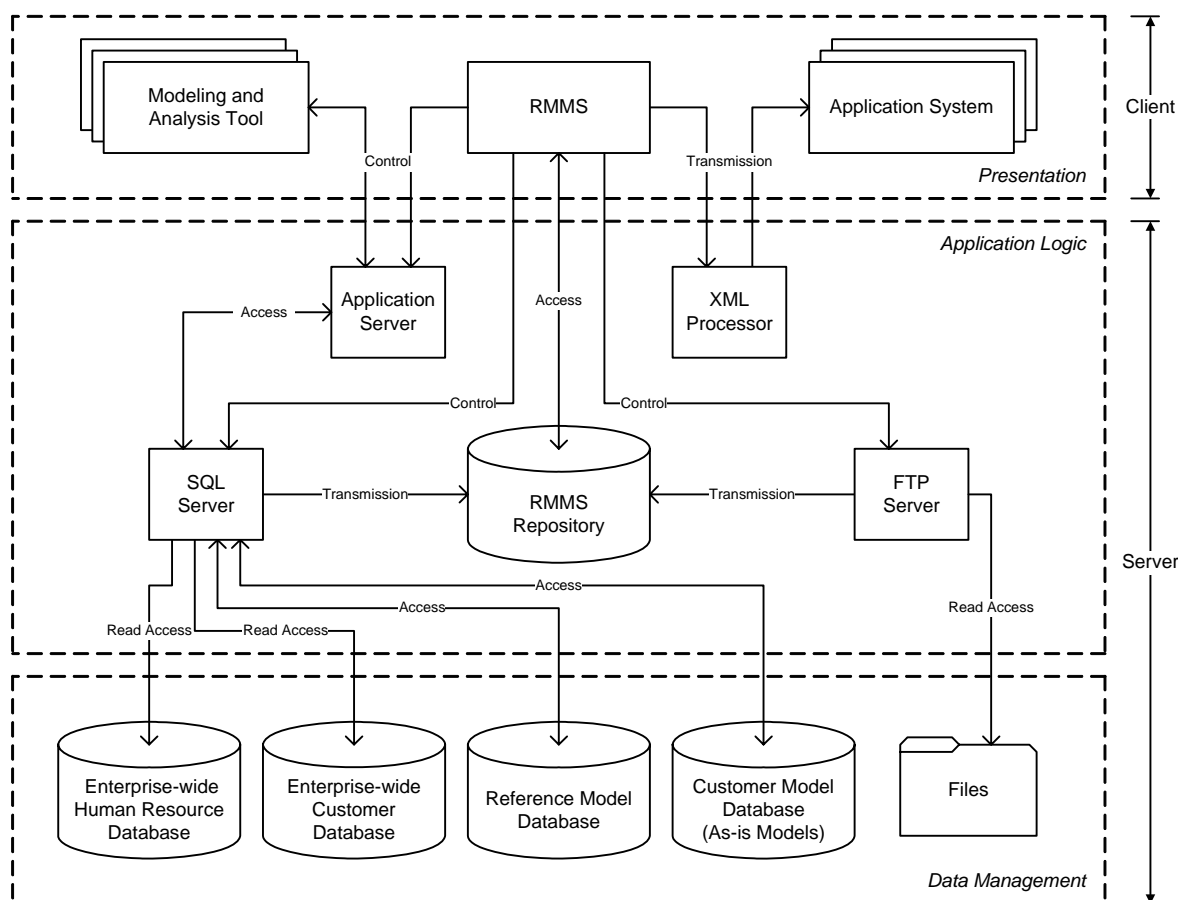 Modeling and
Analysis Tool
RMMS
Application System
Client
Control
Transmission
Presentation
Application Logic
Application
Server
XML
Processor
Access
Access
Control
Control
SQL
Server
Transmission
RMMS
Repository
Transmission
FTP
Server
Server
Access
Access
Read Access
Read Access
Read Access
Enterprise-wide
Human Resource
Database
Enterprise-wide
Customer
Database
Reference Model
Database
Customer Model
Database
(As-is Models)
Files
Data Management